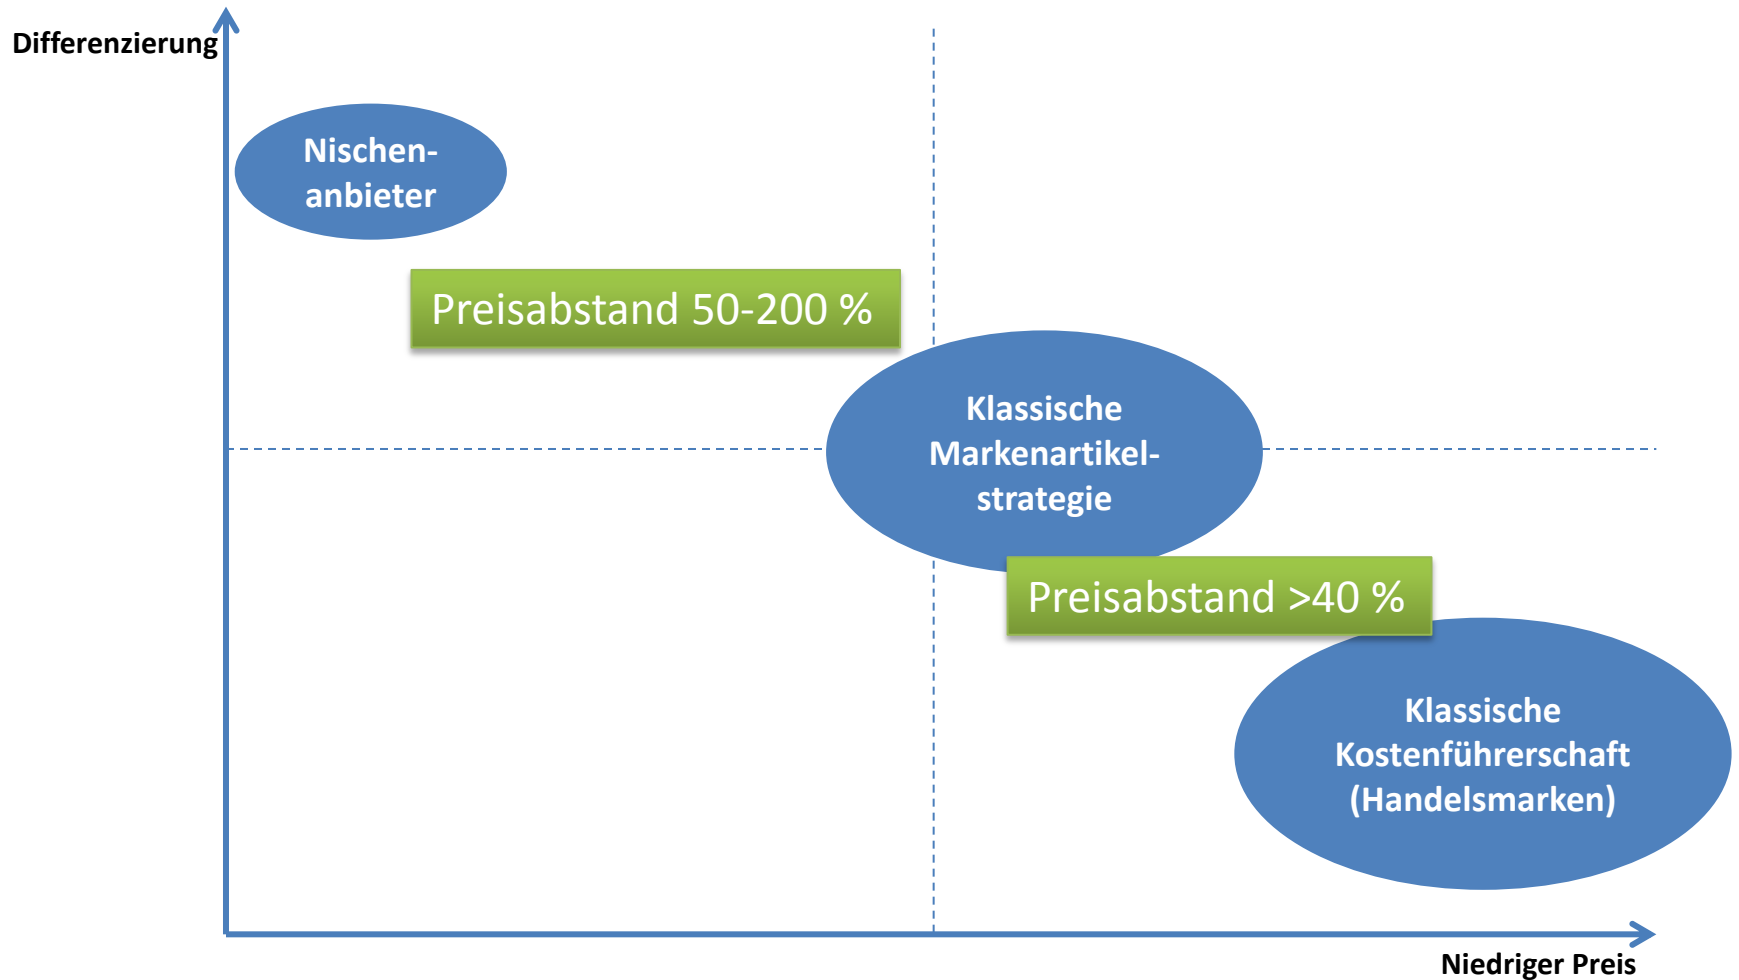 Differenzierung
Nischen-
anbieter
Preisabstand 50-200 %
Klassische
Markenartikel-
strategie
Preisabstand >40 %
Klassische
Kostenführerschaft
(Handelsmarken)
Niedriger Preis